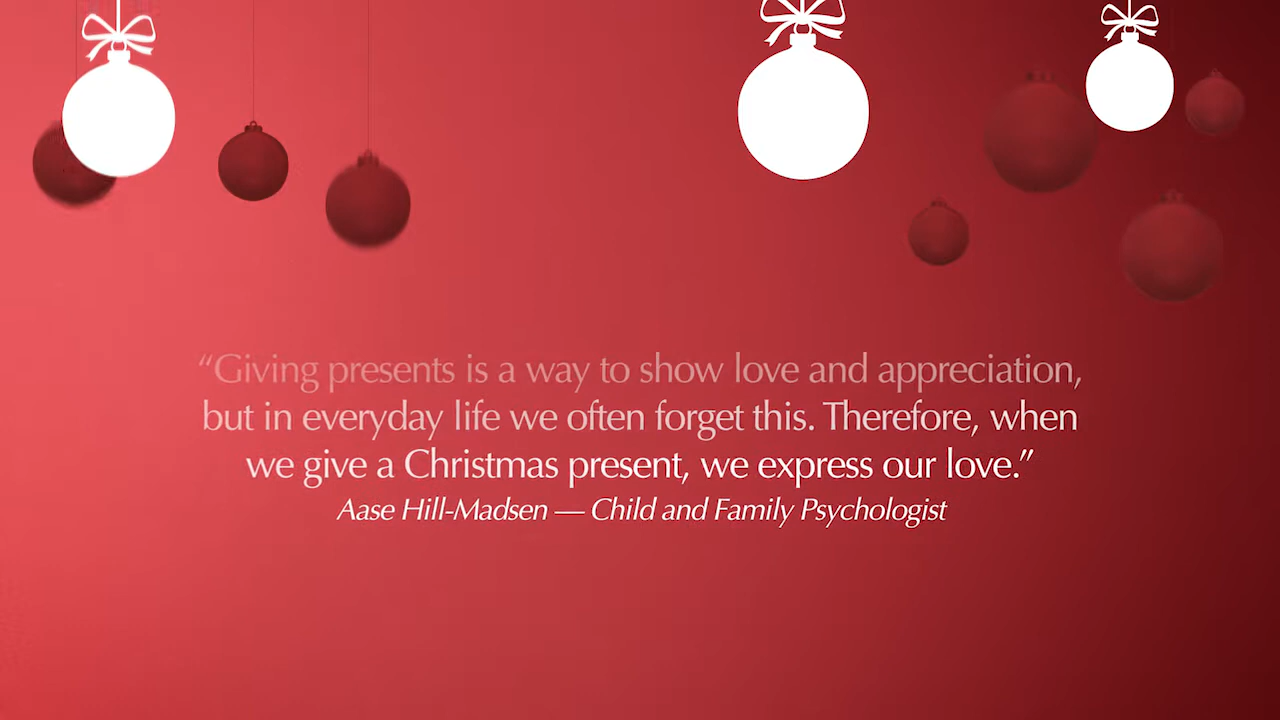 “Giving presents is a way to show love and appreciation,
but in everyday life we often forget this. Therefore, when
we give a Christmas present, we express our love.”
Aase Hill-Madsen — Child and Family Psychologist